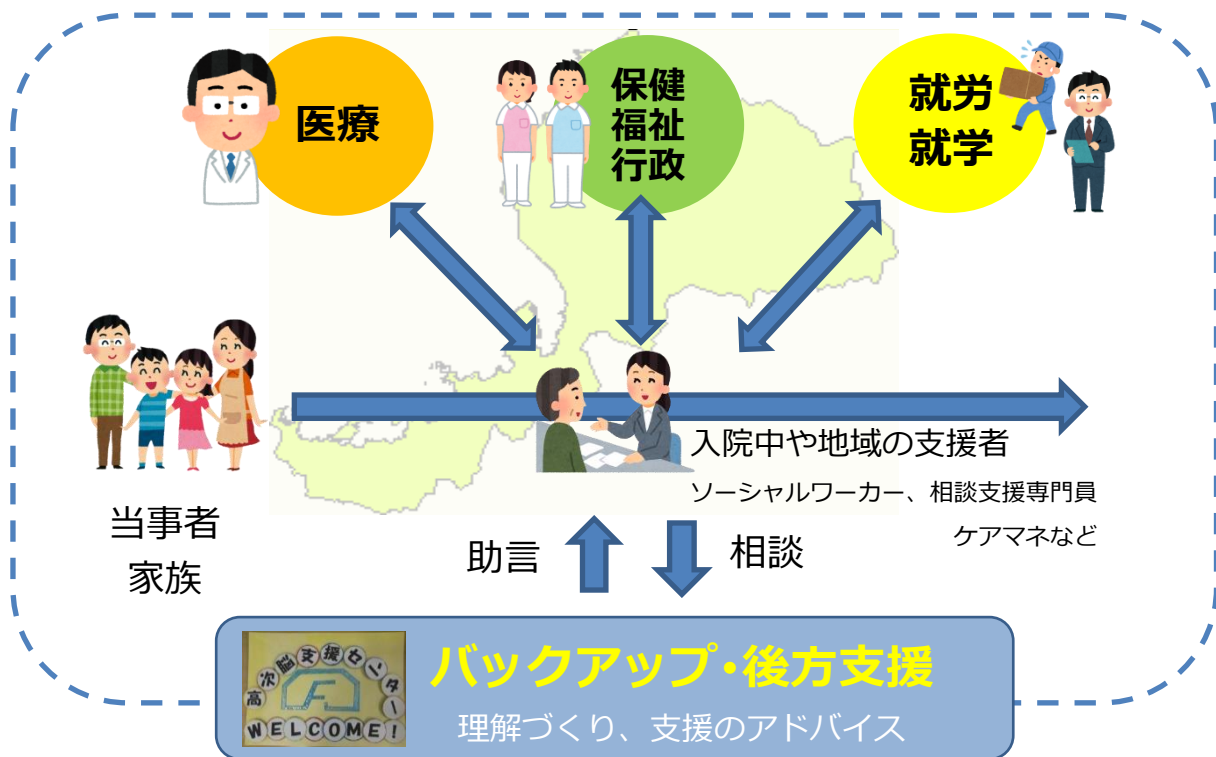 医療
保健
福祉
行政
就労
就学
入院中や地域の支援者
ソーシャルワーカー、相談支援専門員
ケアマネなど
当事者
家族
助言
相談
高次脳支援センター
WELCOME!
バックアップ・後方支援
理解づくり、支援のアドバイス